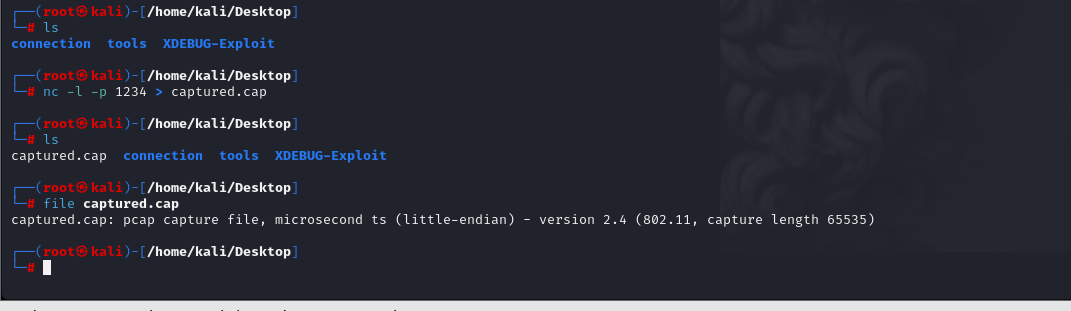 ┌──(root㉿kali)-[/home/kali/Desktop]
└─# ls
connection  tools  XDEBUG-Exploit
┌──(root㉿kali)-[/home/kali/Desktop]
└─# nc -l -p 1234 > captured.cap
┌──(root㉿kali)-[/home/kali/Desktop]
└─# ls
captured.cap  connection  tools  XDEBUG-Exploit
┌──(root㉿kali)-[/home/kali/Desktop]
└─# file captured.cap
captured.cap: pcap capture file, microsecond ts (little-endian) - version 2.4 (802.11, capture length 65535)
┌──(root㉿kali)-[/home/kali/Desktop]
└─#